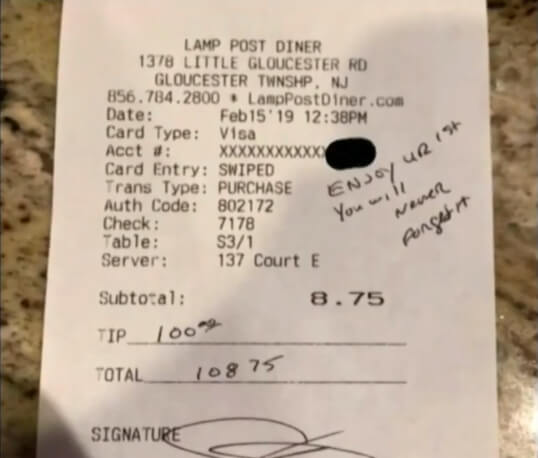 LAMP POST DINER
1378 LITTLE GLOUCESTER RD
GLOUCESTER TWNSHP, NJ
856.784.2800 * LampPostDiner.com
Date: Feb15'19 12:38PM
Card Type: Visa
Acct #: XXXXXXXXXXXX
Card Entry: SWIPED
Trans Type: PURCHASE
Auth Code: 802172
Check: 7178
Table: S3/1
Server: 137 Court E
ENJOY UR 1st
You will
Never
Forget it
Subtotal: 8.75
TIP 100.00
TOTAL 108 75
SIGNATURE